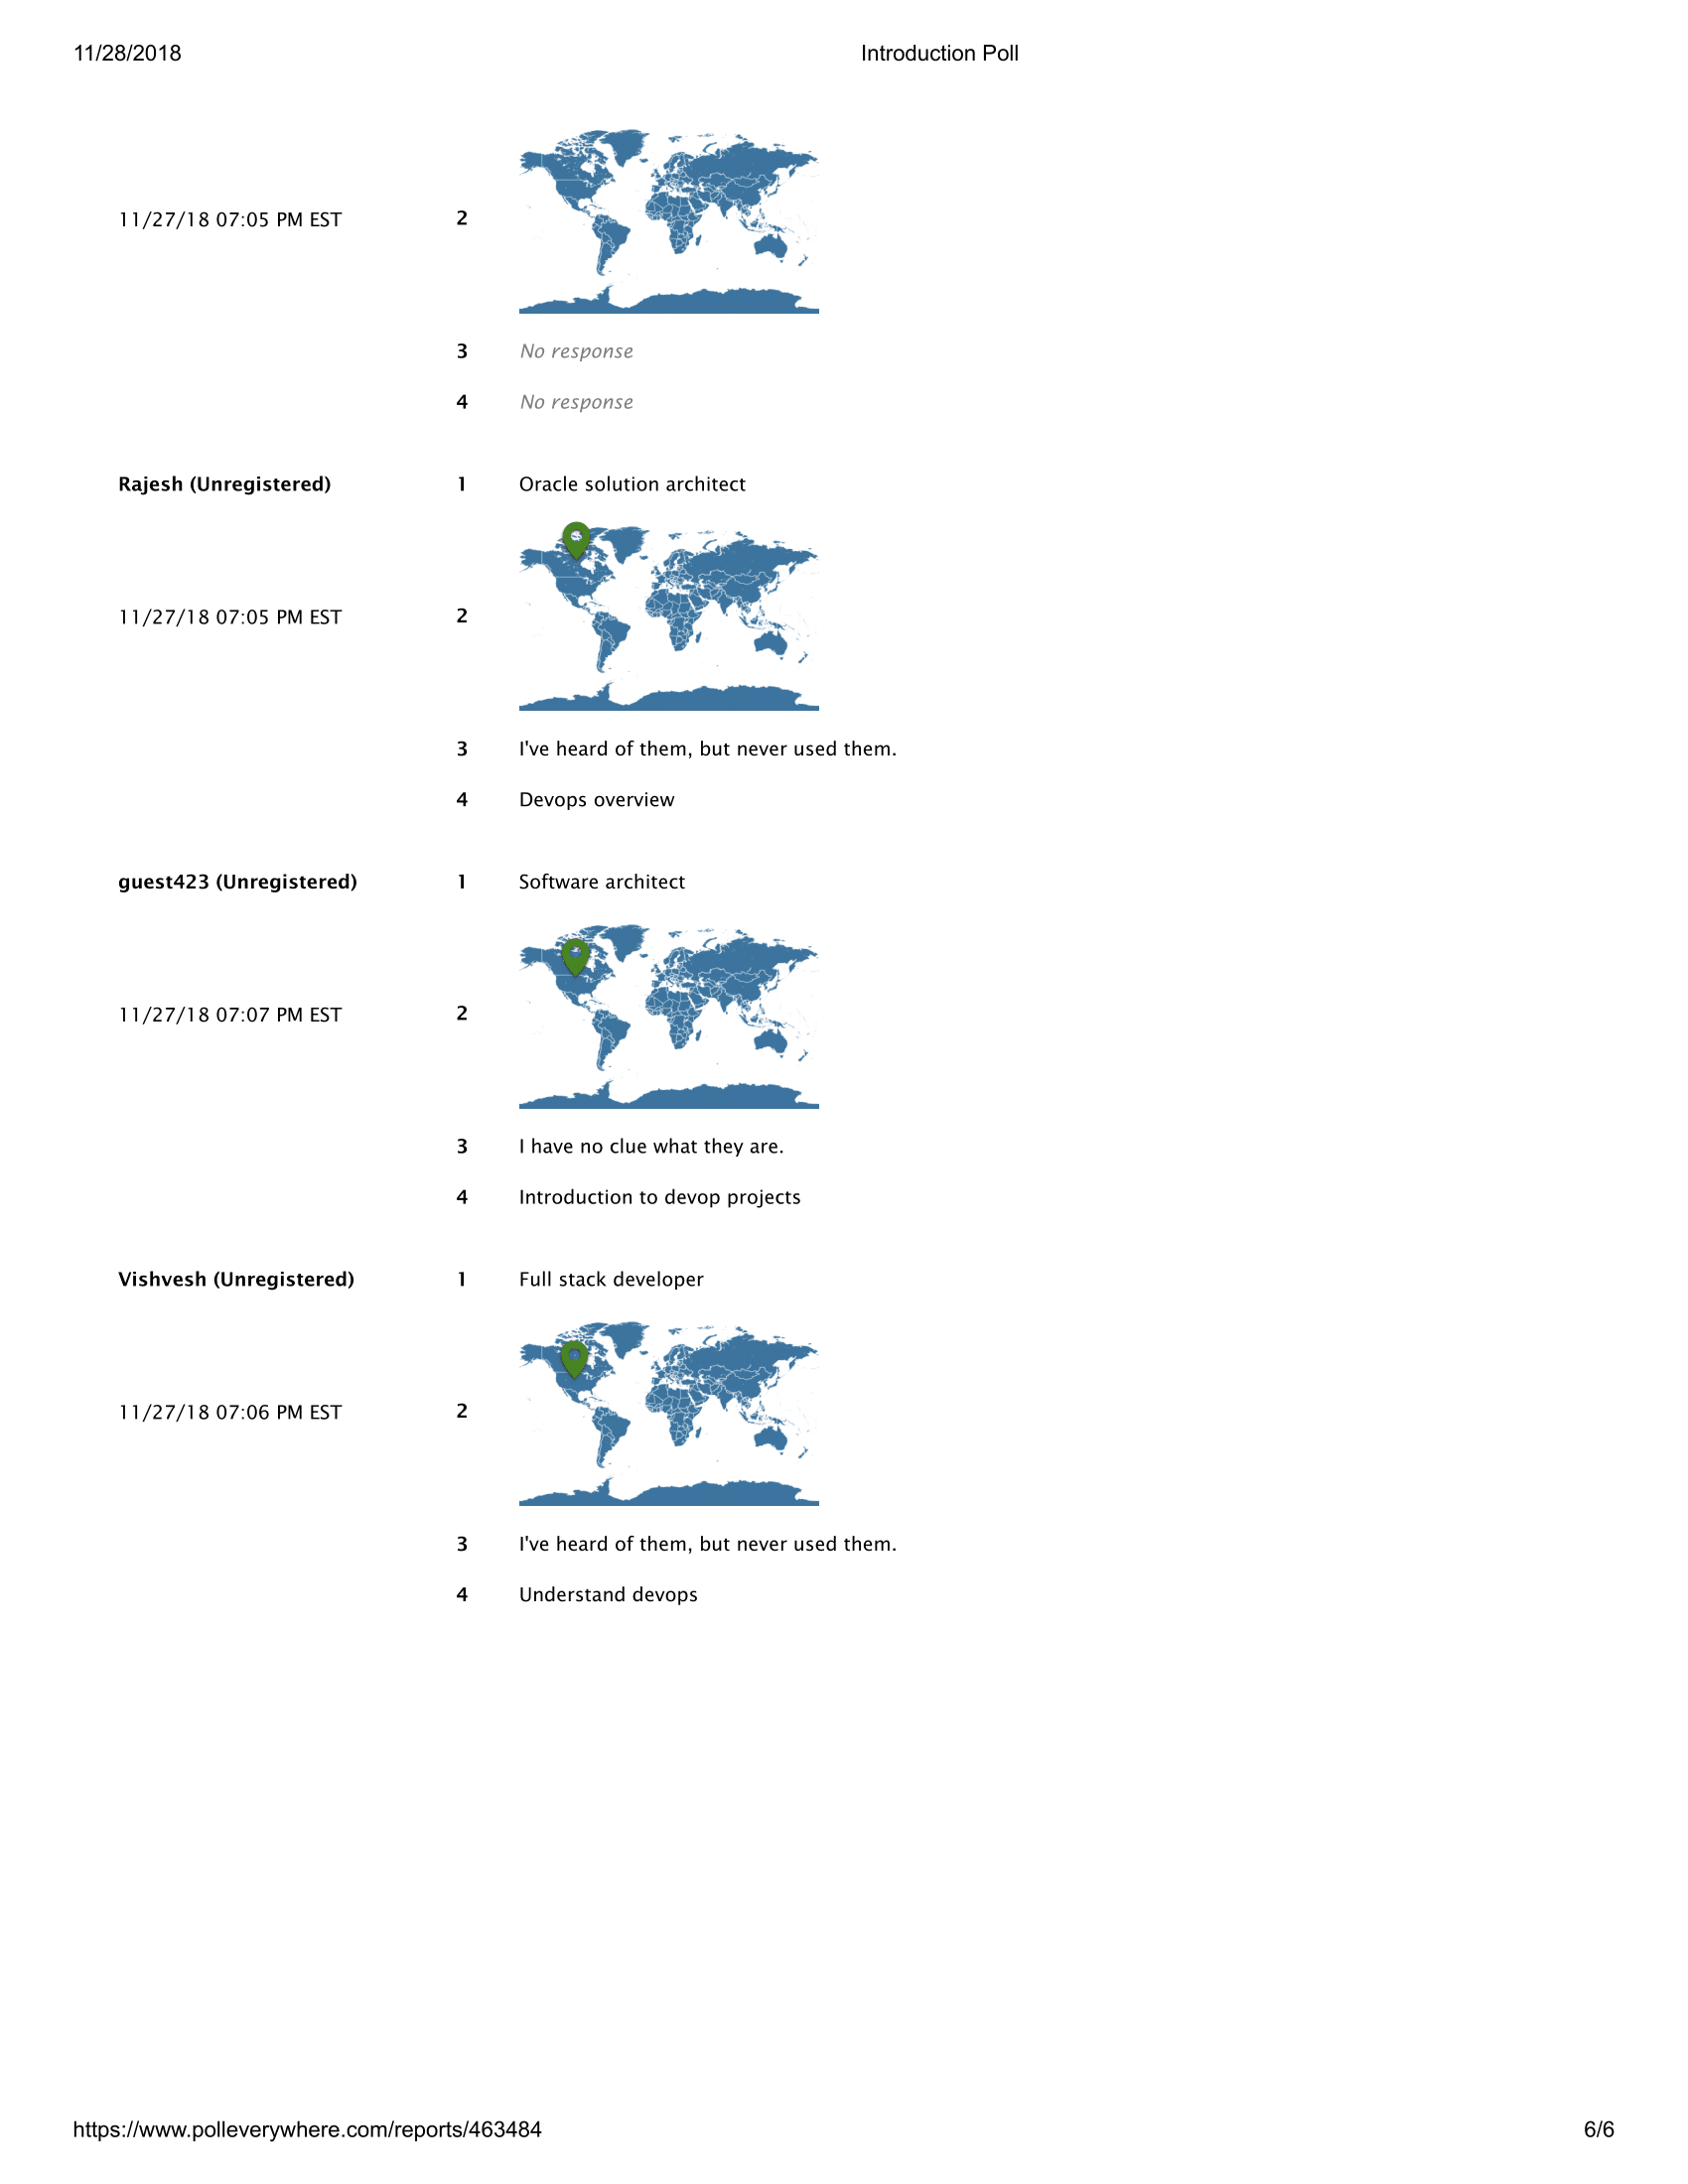 11/28/2018 Introduction Poll
11/27/18 07:05 PM EST 2
3 No response
4 No response
Rajesh (Unregistered) 1 Oracle solution architect
11/27/18 07:05 PM EST 2
3 I've heard of them, but never used them.
4 Devops overview
guest423 (Unregistered) 1 Software architect
11/27/18 07:07 PM EST 2
3 I have no clue what they are.
4 Introduction to devop projects
Vishvesh (Unregistered) 1 Full stack developer
11/27/18 07:06 PM EST 2
3 I've heard of them, but never used them.
4 Understand devops
https://www.polleverywhere.com/reports/463484 6/6